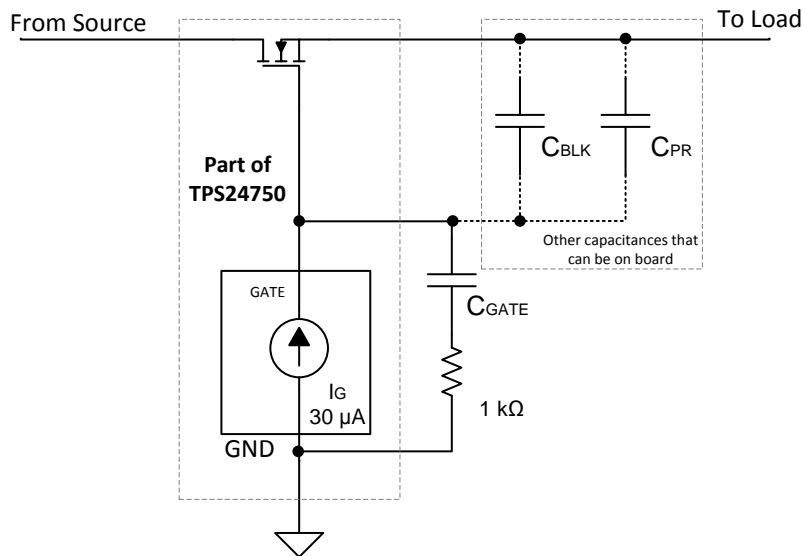 From Source
To Load
CBLK
CPR
Part of
TPS24750
Other capacitances that
can be on board
GATE
CGATE
IG
30 µA
1 kΩ
GND